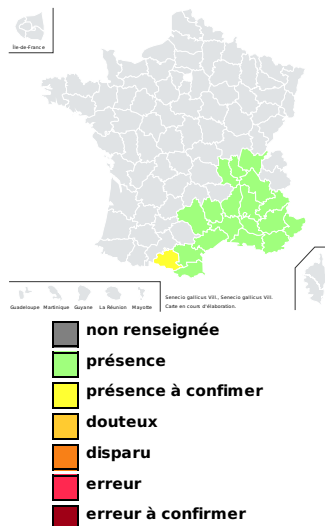 Île-de-France
Guadeloupe Martinique Guyane La Réunion Mayotte
Senecio gallicus Vill., Senecio gallicus Vill.
Carte en cours d'élaboration.
non renseignée
présence
présence à confimer
douteux
disparu
erreur
erreur à confirmer